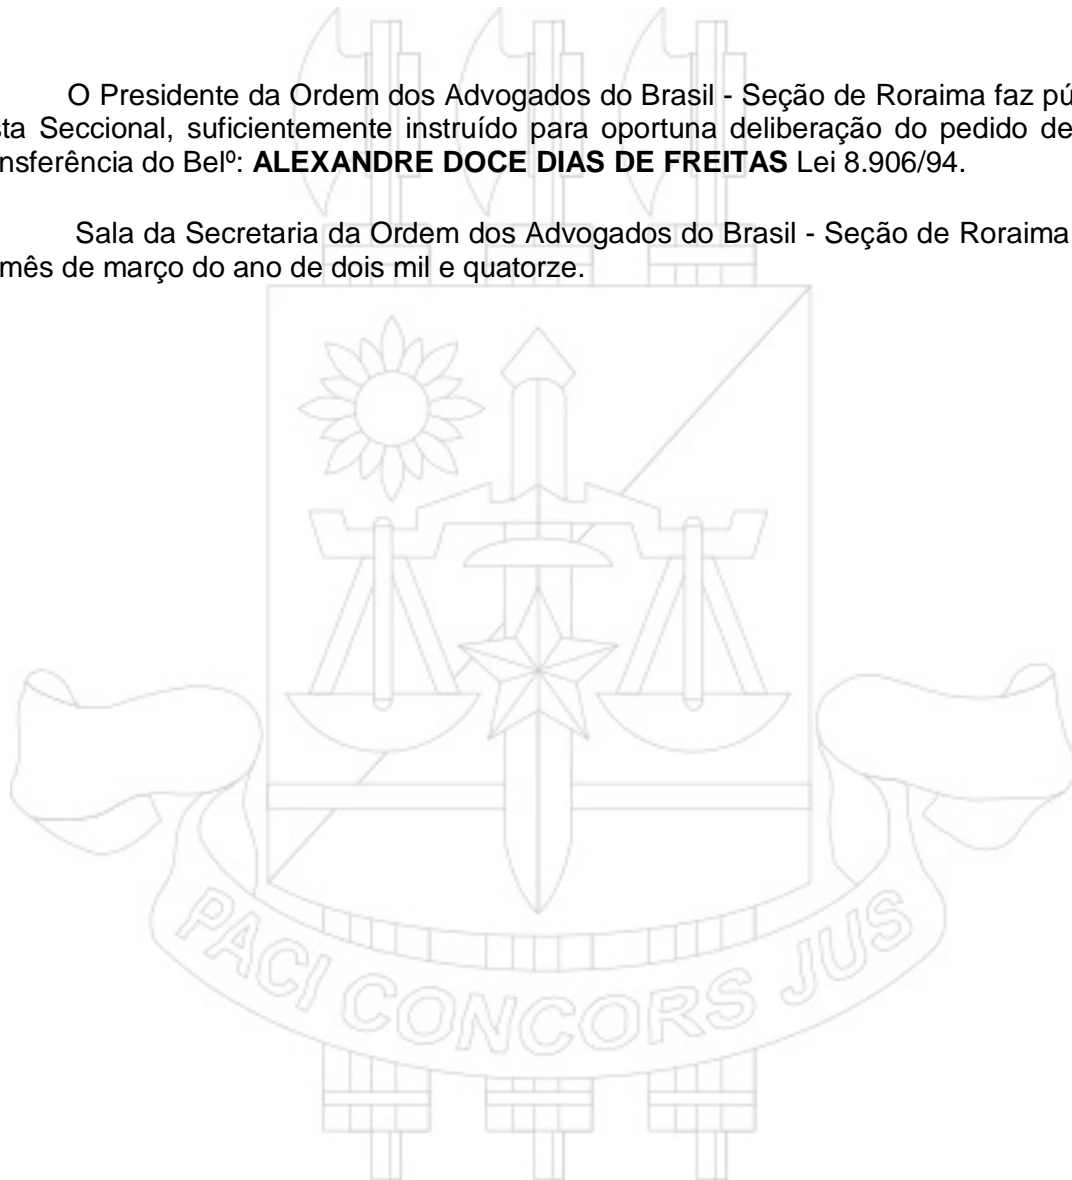 O Presidente da Ordem dos Advogados do Brasil - Seção de Roraima faz pú
sta Seccional, suficientemente instruído para oportuna deliberação do pedido de
nsferência do Belº: ALEXANDRE DOCE DIAS DE FREITAS Lei 8.906/94.
Sala da Secretaria da Ordem dos Advogados do Brasil - Seção de Roraima
mês de março do ano de dois mil e quatorze.
PACI CONCORS JUS